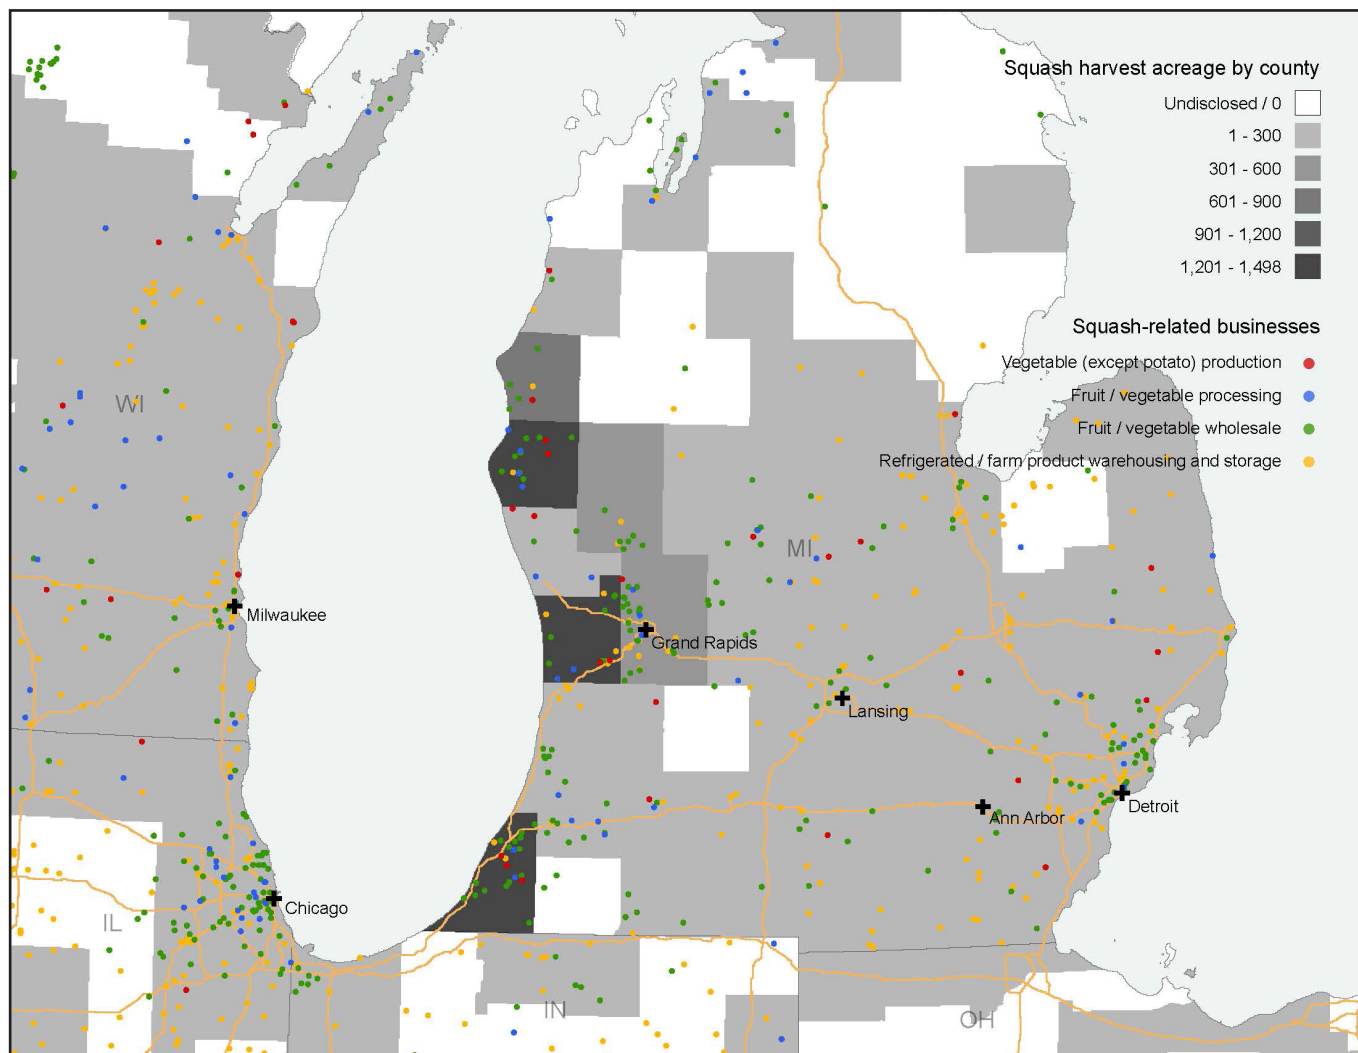 Squash harvest acreage by county
Undisclosed / 0
1 - 300
301 - 600
601 - 900
901 - 1,200
1,201 - 1,498
Squash-related businesses
Vegetable (except potato) production
Fruit / vegetable processing
Fruit / vegetable wholesale
Refrigerated / farm product warehousing and storage
WI
MI
Milwaukee
Grand Rapids
Lansing
Ann Arbor
Detroit
Chicago
IL
IN
OH